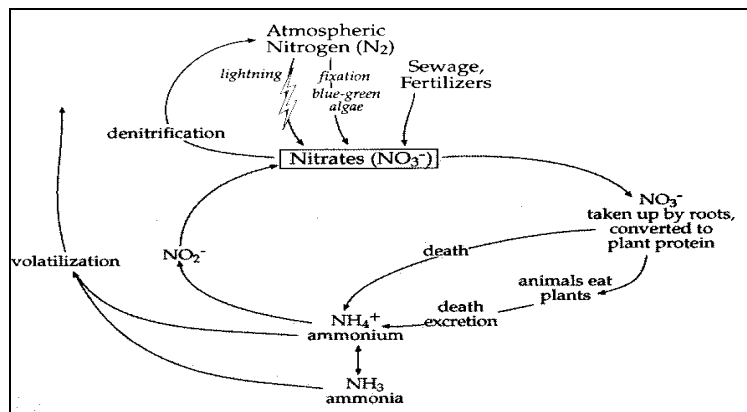 Atmospheric
Nitrogen (N₂)
lightning
fixation
blue-green
algae
Sewage,
Fertilizers
denitrification
Nitrates (NO₃⁻)
NO₃⁻
taken up by roots,
converted to
plant protein
death
volatilization
NO₂⁻
animals eat
plants
death
excretion
NH₄⁺
ammonium
NH₃
ammonia